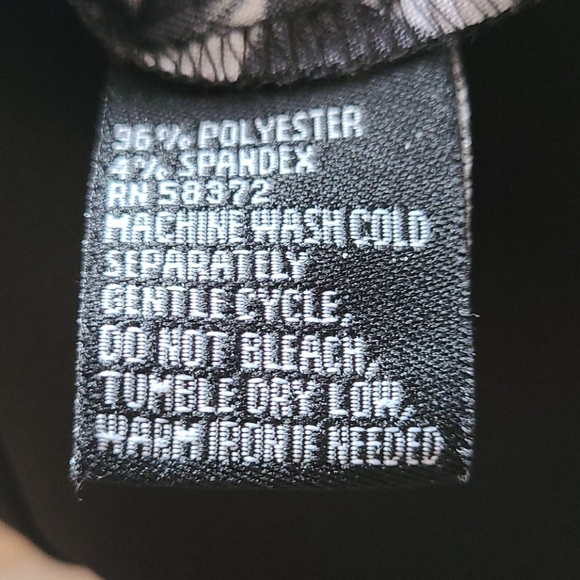 96% POLYESTER
4% SPANDEX
RN 58372
MACHINE WASH COLD
SEPARATELY
GENTLE CYCLE,
DO NOT BLEACH,
TUMBLE DRY LOW,
WARM IRON IF NEEDED